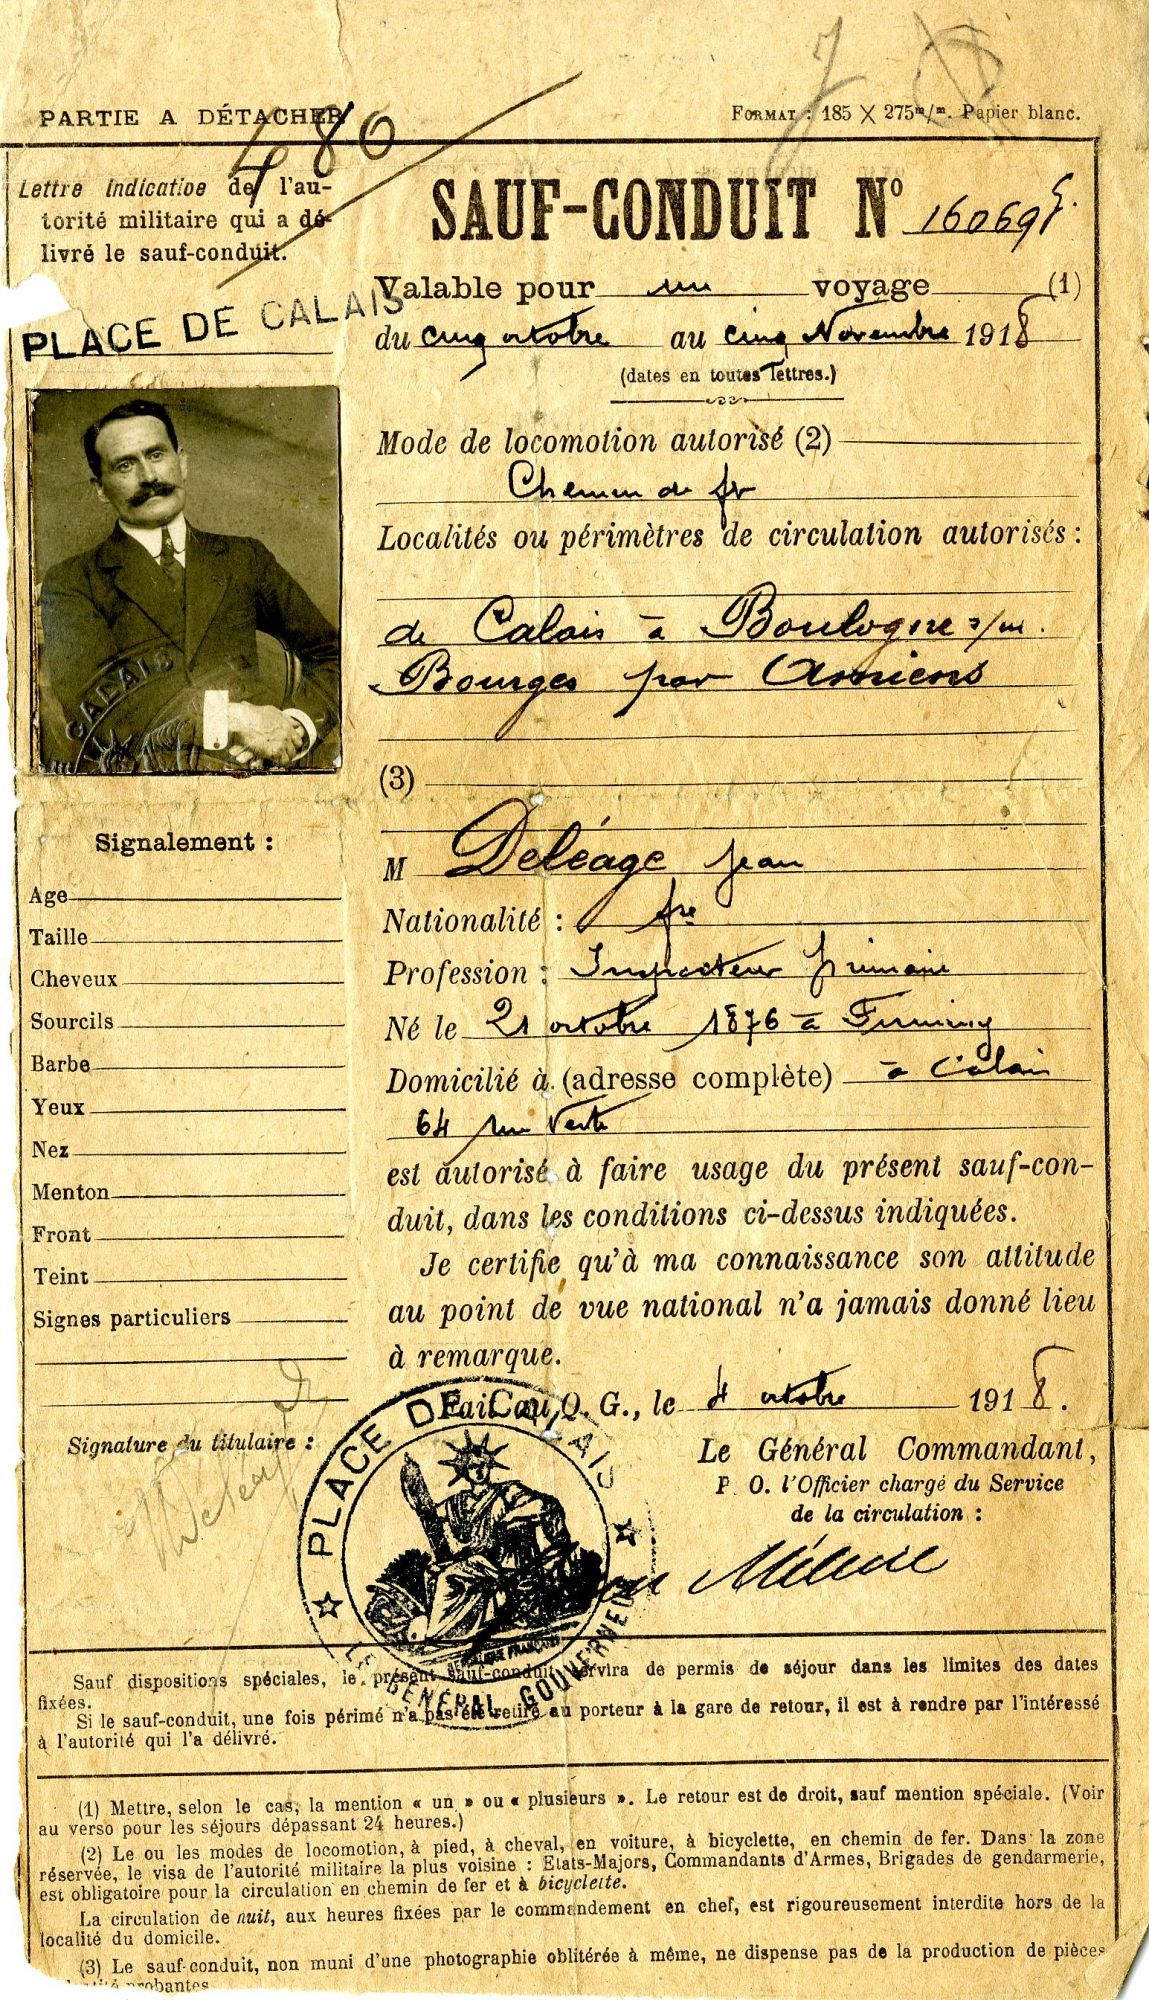 PARTIE A DÉTACHER
FORMAT : 185 X 275 m/m. Papier blanc.
480
Lettre indicative de l'au-
torité militaire qui a dé-
livré le sauf-conduit.
PLACE DE CALAIS
SAUF-CONDUIT N° 16069
Valable pour un voyage (1)
du cinq octobre au cinq Novembre 1918
(dates en toutes lettres.)
Mode de locomotion autorisé (2)
Chemin de fr
Localités ou périmètres de circulation autorisés :
de Calais à Boulogne s/m.
Bourges par Amiens
(3)
CALAIS
M Deléage Jean
Nationalité : fse
Profession : Inspecteur primaire
Né le 21 octobre 1876 à Firminy
Domicilié à (adresse complète) à Calais
64 rue Verte
est autorisé à faire usage du présent sauf-con-
duit, dans les conditions ci-dessus indiquées.
Je certifie qu'à ma connaissance son attitude
au point de vue national n'a jamais donné lieu
à remarque.
Fait au Q. G., le 4 octobre 1918.
Le Général Commandant,
P. O. l'Officier chargé du Service
de la circulation :
Signalement :
Age
Taille
Cheveux
Sourcils
Barbe
Yeux
Nez
Menton
Front
Teint
Signes particuliers
Signature du titulaire :
Deléage
PLACE DE CALAIS
RÉPUBLIQUE FRANÇAISE
LE GÉNÉRAL GOUVERNEUR
Sauf dispositions spéciales, le présent sauf-conduit servira de permis de séjour dans les limites des dates
fixées.
Si le sauf-conduit, une fois périmé n'a pas été retiré au porteur à la gare de retour, il est à rendre par l'intéressé
à l'autorité qui l'a délivré.
(1) Mettre, selon le cas, la mention « un » ou « plusieurs ». Le retour est de droit, sauf mention spéciale. (Voir
au verso pour les séjours dépassant 24 heures.)
(2) Le ou les modes de locomotion, à pied, à cheval, en voiture, à bicyclette, en chemin de fer. Dans la zone
réservée, le visa de l'autorité militaire la plus voisine : Etats-Majors, Commandants d'Armes, Brigades de gendarmerie,
est obligatoire pour la circulation en chemin de fer et à bicyclette.
La circulation de nuit, aux heures fixées par le commandement en chef, est rigoureusement interdite hors de la
localité du domicile.
(3) Le sauf-conduit, non muni d'une photographie oblitérée à même, ne dispense pas de la production de pièces
probantes